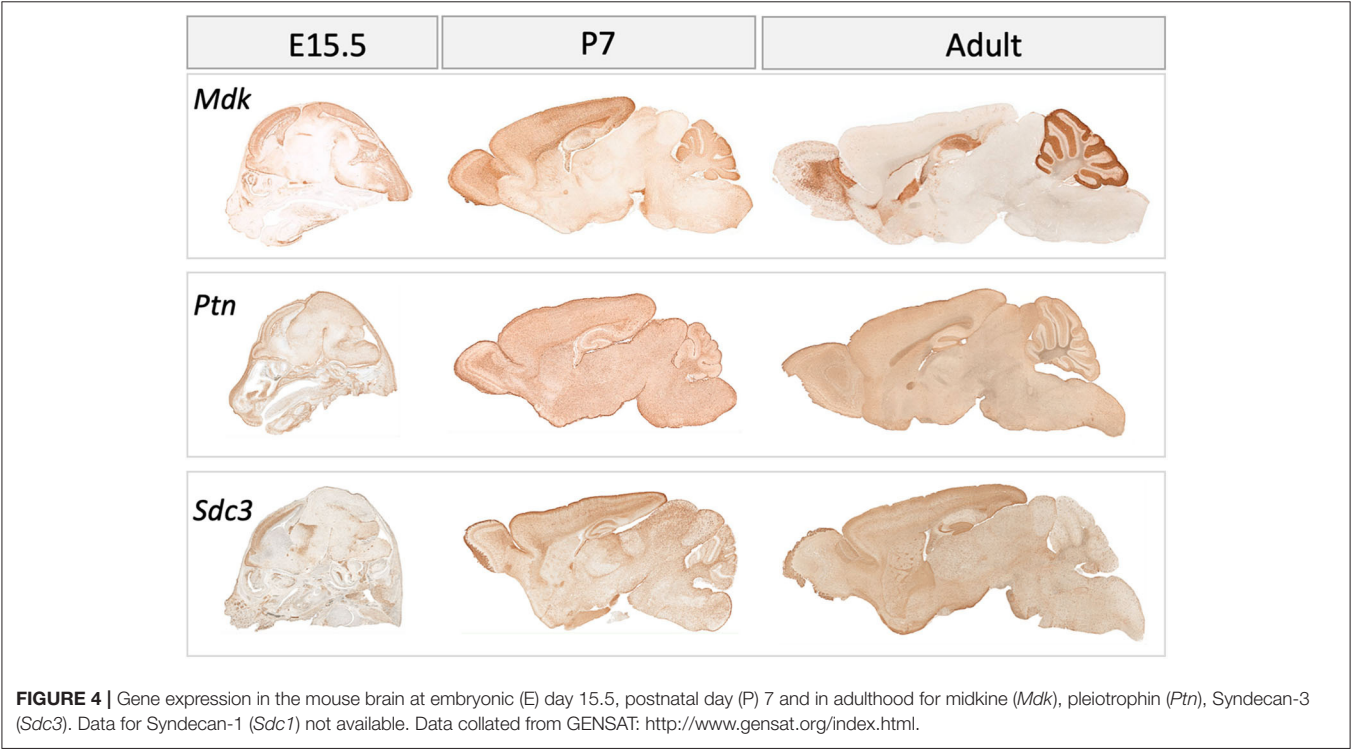 E15.5 P7 Adult
Mdk
Ptn
Sdc3
FIGURE 4 | Gene expression in the mouse brain at embryonic (E) day 15.5, postnatal day (P) 7 and in adulthood for midkine (Mdk), pleiotrophin (Ptn), Syndecan-3
(Sdc3). Data for Syndecan-1 (Sdc1) not available. Data collated from GENSAT: http://www.gensat.org/index.html.